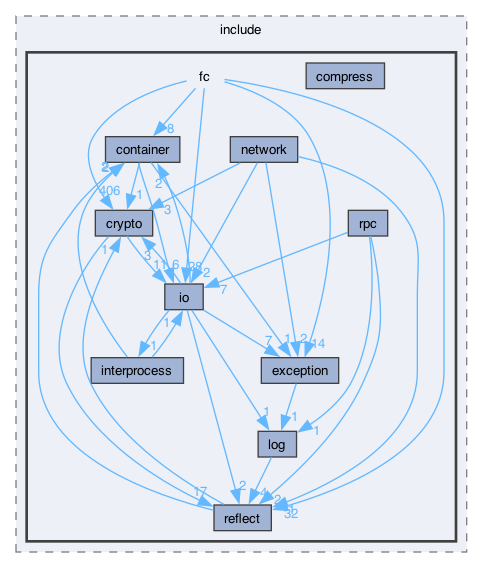 include
fc
compress
8
container
network
2
2
406
1
3
crypto
rpc
1
3
11
6
28
2
7
io
1
1
7
1
2
14
interprocess
exception
1
1
1
log
17
2
4
2
1
32
reflect